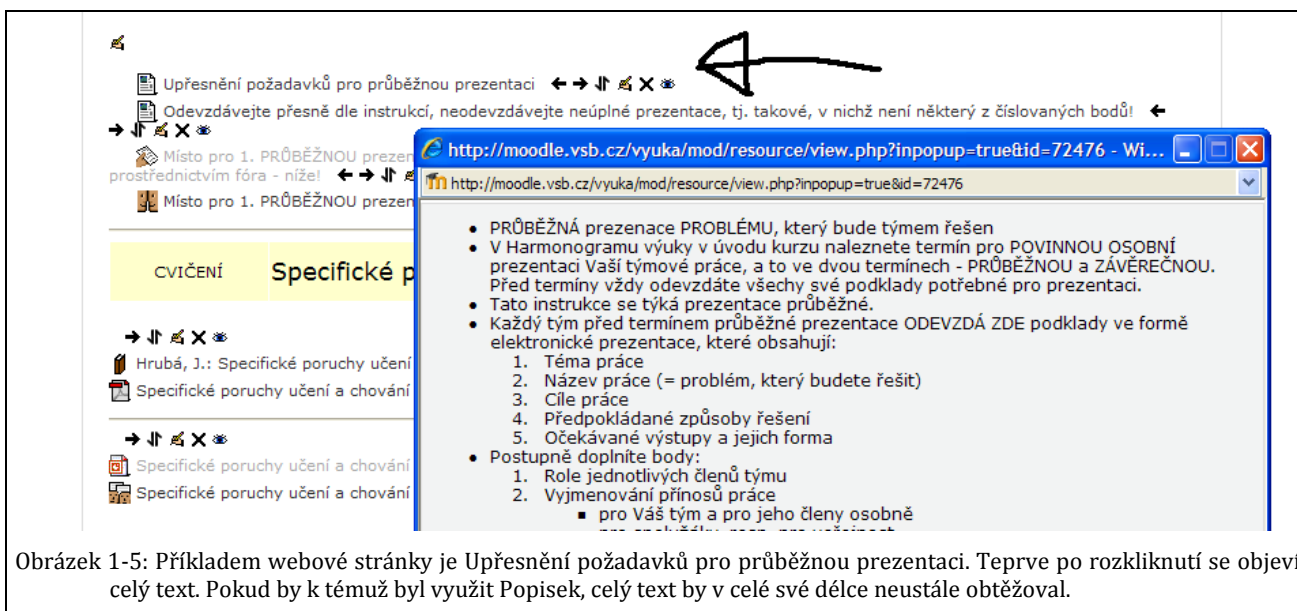 Upřesnění požadavků pro průběžnou prezentaci
Odevzdávejte přesně dle instrukcí, neodevzdávejte neúplné prezentace, tj. takové, v nichž není některý z číslovaných bodů!
Místo pro 1. PRŮBĚŽNOU prezen
prostřednictvím fóra - níže!
Místo pro 1. PRŮBĚŽNOU prezen
CVIČENÍ Specifické p
Hrubá, J.: Specifické poruchy učení
Specifické poruchy učení a chování
Specifické poruchy učení a chování
Specifické poruchy učení a chování
http://moodle.vsb.cz/vyuka/mod/resource/view.php?inpopup=true&id=72476 - Wi...
http://moodle.vsb.cz/vyuka/mod/resource/view.php?inpopup=true&id=72476
• PRŮBĚŽNÁ prezenace PROBLÉMU, který bude týmem řešen
• V Harmonogramu výuky v úvodu kurzu naleznete termín pro POVINNOU OSOBNÍ
prezentaci Vaší týmové práce, a to ve dvou termínech - PRŮBĚŽNOU a ZÁVĚREČNOU.
Před termíny vždy odevzdáte všechy své podklady potřebné pro prezentaci.
• Tato instrukce se týká prezentace průběžné.
• Každý tým před termínem průběžné prezentace ODEVZDÁ ZDE podklady ve formě
elektronické prezentace, které obsahují:
1. Téma práce
2. Název práce (= problém, který budete řešit)
3. Cíle práce
4. Předpokládané způsoby řešení
5. Očekávané výstupy a jejich forma
• Postupně doplníte body:
1. Role jednotlivých členů týmu
2. Vyjmenování přínosů práce
▪ pro Váš tým a pro jeho členy osobně
Obrázek 1-5: Příkladem webové stránky je Upřesnění požadavků pro průběžnou prezentaci. Teprve po rozkliknutí se objeví
celý text. Pokud by k témuž byl využit Popisek, celý text by v celé své délce neustále obtěžoval.